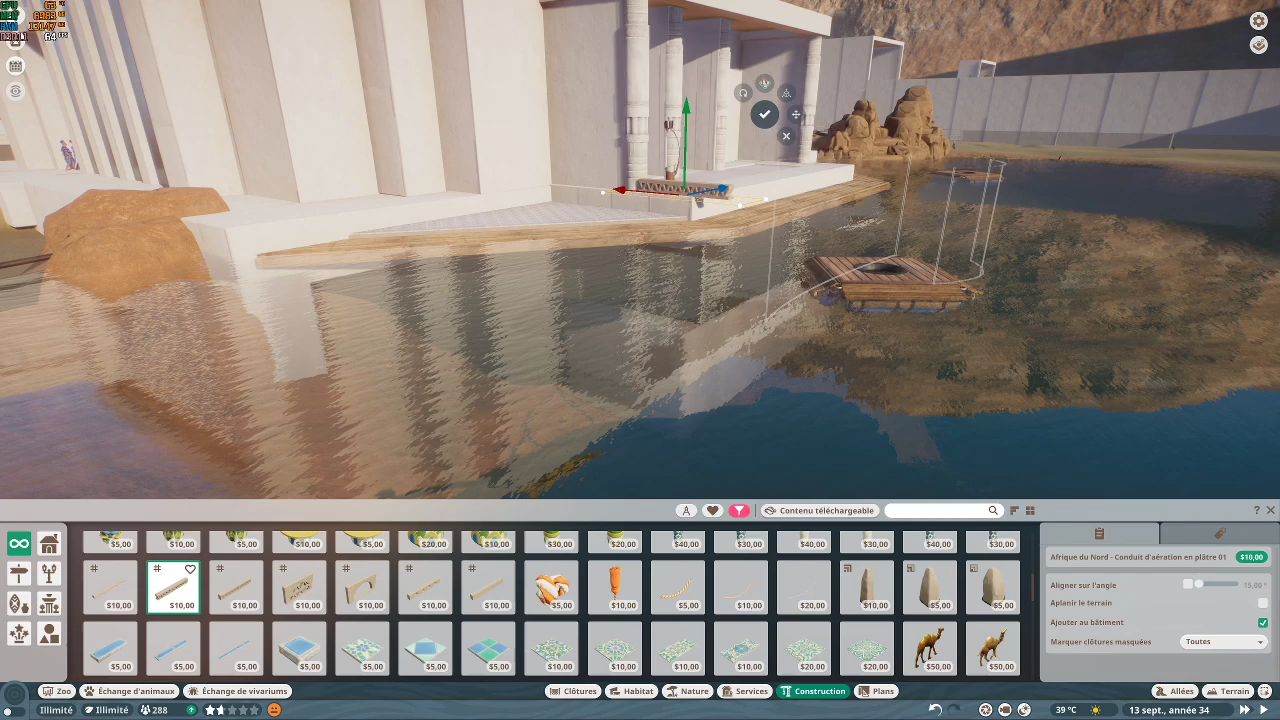 GPU 63 °C
64 FPS
Contenu téléchargeable
? ×
$5,00 $10,00 $5,00 $10,00 $5,00 $20,00 $10,00 $30,00 $20,00 $40,00 $30,00 $40,00 $30,00 $40,00 $30,00
$10,00 $10,00 $10,00 $10,00 $10,00 $10,00 $10,00 $5,00 $10,00 $5,00 $10,00 $20,00 $10,00 $5,00 $5,00
$5,00 $5,00 $5,00 $5,00 $5,00 $5,00 $5,00 $10,00 $10,00 $10,00 $10,00 $20,00 $20,00 $50,00 $50,00
Afrique du Nord - Conduit d'aération en plâtre 01 $10,00
Aligner sur l'angle 15,00 °
Aplanir le terrain
Ajouter au bâtiment
Marquer clôtures masquées Toutes
Zoo Échange d'animaux Échange de vivariums Clôtures Habitat Nature Services Construction Plans Allées Terrain
Illimité Illimité 288 39 °C 13 sept., année 34